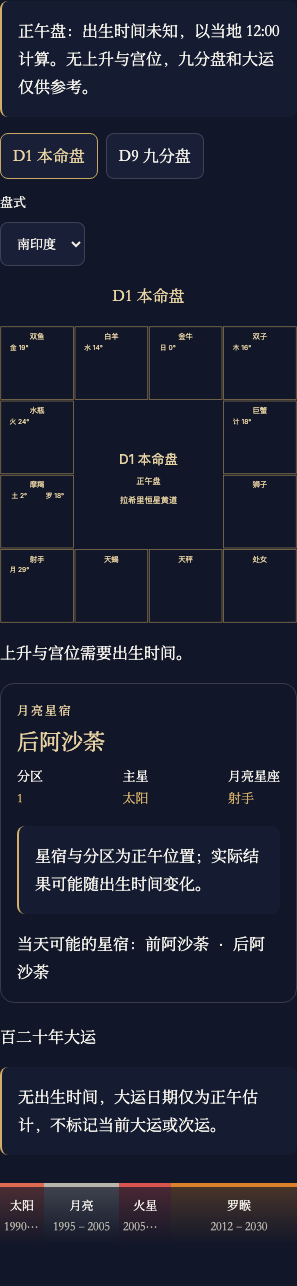 正午盘：出生时间未知，以当地 12:00
计算。无上升与宫位，九分盘和大运
仅供参考。
D1 本命盘
D9 九分盘
盘式
南印度
D1 本命盘
双鱼
金 19°
白羊
水 14°
金牛
日 0°
双子
木 16°
水瓶
火 24°
巨蟹
计 18°
D1 本命盘
正午盘
拉希里恒星黄道
摩羯
土 2°
罗 18°
狮子
射手
月 29°
天蝎
天秤
处女
上升与宫位需要出生时间。
月亮星宿
后阿沙荼
分区
主星
月亮星座
1
太阳
射手
星宿与分区为正午位置；实际结
果可能随出生时间变化。
当天可能的星宿：前阿沙荼 · 后阿
沙荼
百二十年大运
无出生时间，大运日期仅为正午估
计，不标记当前大运或次运。
太阳
月亮
火星
罗睺
1990…
1995 – 2005
2005…
2012 – 2030